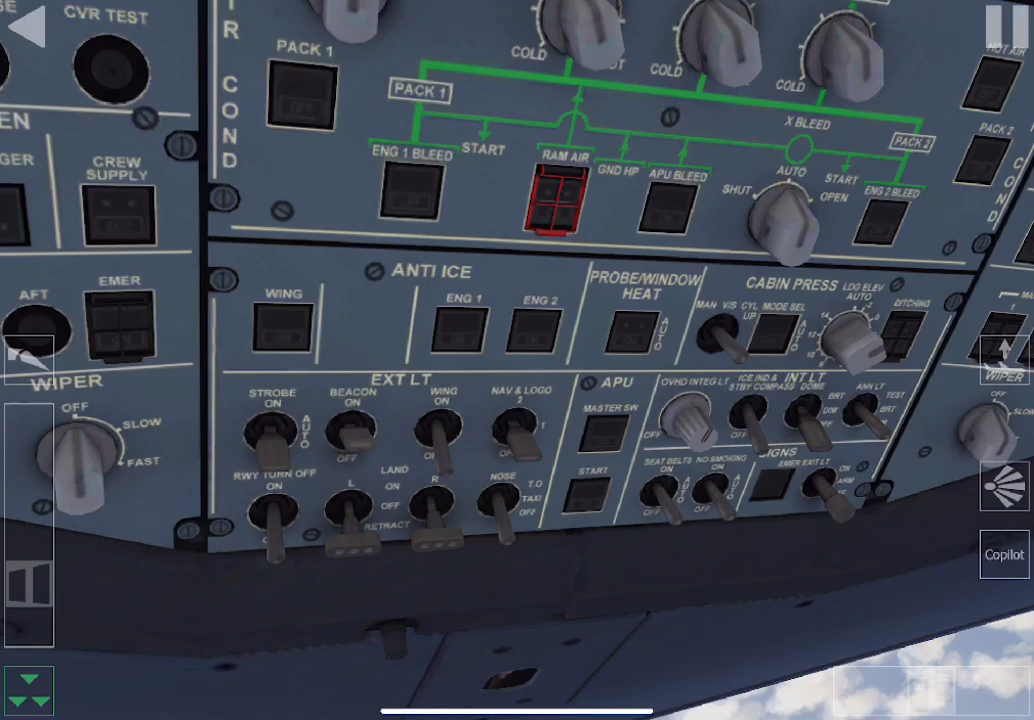 CVR TEST
PACK 1
COLD
COLD
COLD
HOT AIR
PACK 1
X BLEED
PACK 2
PACK 2
C
O
N
D
ENG 1 BLEED
START
RAM AIR
GND HP
APU BLEED
AUTO
SHUT
OPEN
START
ENG 2 BLEED
C
O
N
D
CREW
SUPPLY
AFT
EMER
ANTI ICE
WING
ENG 1
ENG 2
PROBE/WINDOW
HEAT
AUTO
CABIN PRESS
MAN VIS CYL
UP
MODE SEL
AUTO
LDG ELEV
AUTO
DITCHING
WIPER
OFF
SLOW
FAST
EXT LT
STROBE
ON
AUTO
BEACON
ON
OFF
WING
ON
NAV & LOGO
2
1
OFF
RWY TURN OFF
ON
L
LAND
ON
OFF
RETRACT
R
NOSE
T.O
TAXI
OFF
APU
MASTER SW
START
OVHD INTEG LT
OFF
ICE IND &
STBY COMPASS
INT LT
DOME
BRT
DIM
OFF
ANN LT
TEST
BRT
SEAT BELTS
ON
AUTO
OFF
NO SMOKING
ON
AUTO
OFF
SIGNS
EMER EXIT LT
ON
ARM
WIPER
OFF
Copilot